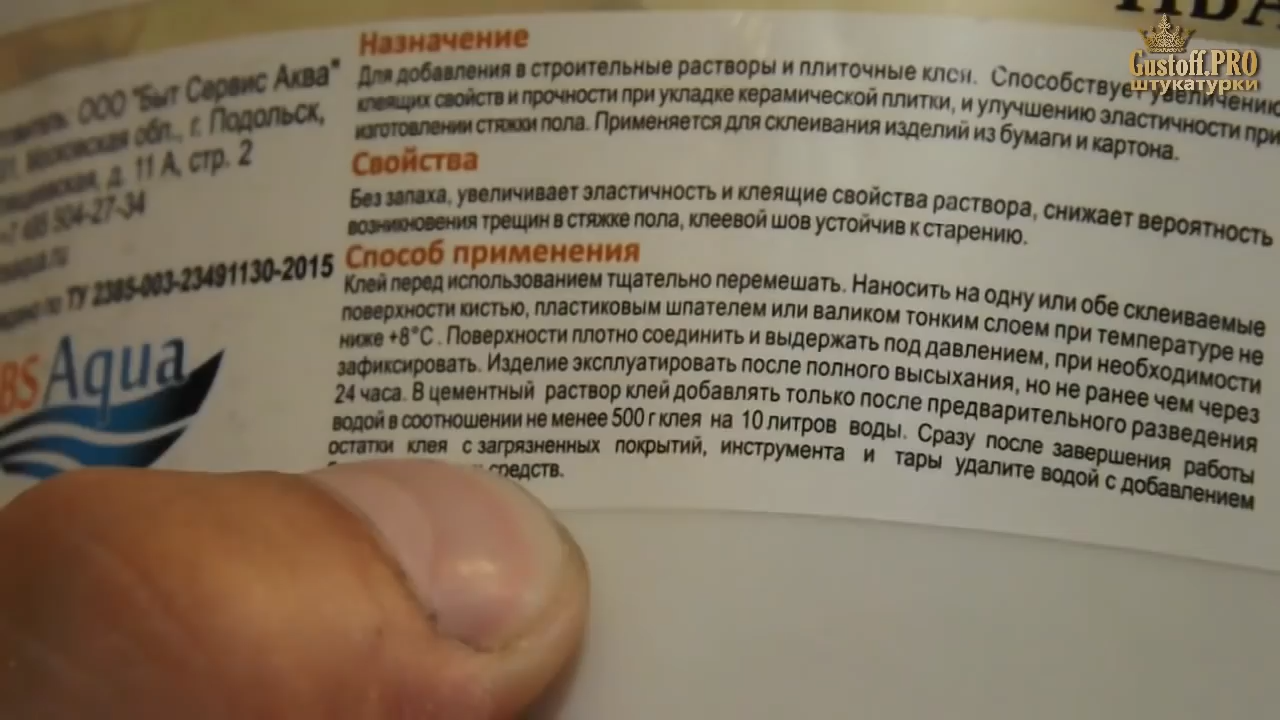 ПВА
Gustoff.PRO
штукатурки
ООО "Быт Сервис Аква"
Московская обл., г. Подольск,
д. 11 А, стр. 2
504-27-34
по ТУ 2385-003-23491130-2015
BS Aqua
Назначение
Для добавления в строительные растворы и плиточные клеи. Способствует увеличению
клеящих свойств и прочности при укладке керамической плитки, и улучшению эластичности при
изготовлении стяжки пола. Применяется для склеивания изделий из бумаги и картона.
Свойства
Без запаха, увеличивает эластичность и клеящие свойства раствора, снижает вероятность
возникновения трещин в стяжке пола, клеевой шов устойчив к старению.
Способ применения
Клей перед использованием тщательно перемешать. Наносить на одну или обе склеиваемые
поверхности кистью, пластиковым шпателем или валиком тонким слоем при температуре не
ниже +8°С. Поверхности плотно соединить и выдержать под давлением, при необходимости
зафиксировать. Изделие эксплуатировать после полного высыхания, но не ранее чем через
24 часа. В цементный раствор клей добавлять только после предварительного разведения
водой в соотношении не менее 500 г клея на 10 литров воды. Сразу после завершения работы
остатки клея с загрязненных покрытий, инструмента и тары удалите водой с добавлением
средств.